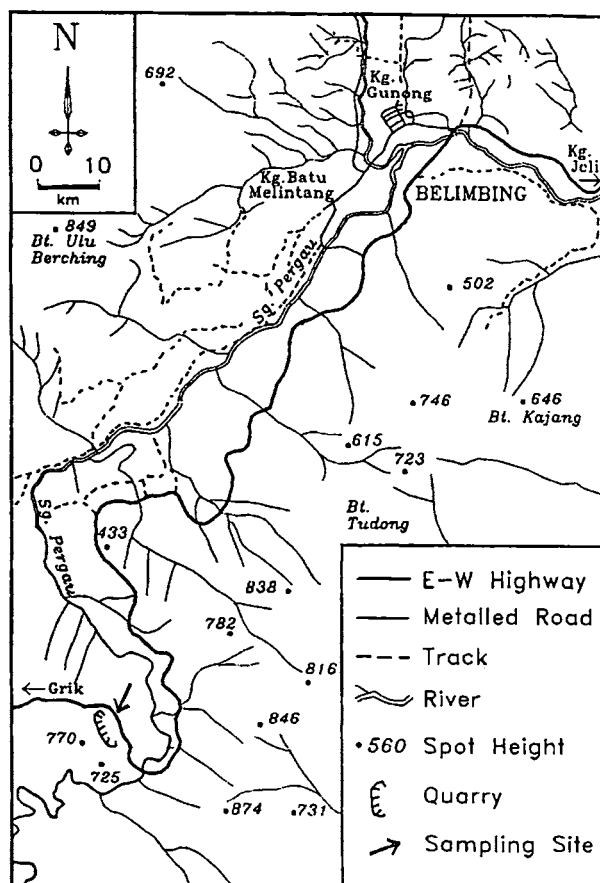 N
0 10
km
692
Kg.
Gunong
Kg.
Jeli
Kg. Batu
Melintang
BELIMBING
849
Bt. Ulu
Berching
Sg. Pergau
502
746
646
Bt. Kajang
615
723
Bt.
Tudong
Sg. Pergau
433
838
782
816
←Grik
846
770
725
874
731
E-W Highway
Metalled Road
Track
River
560 Spot Height
Quarry
Sampling Site